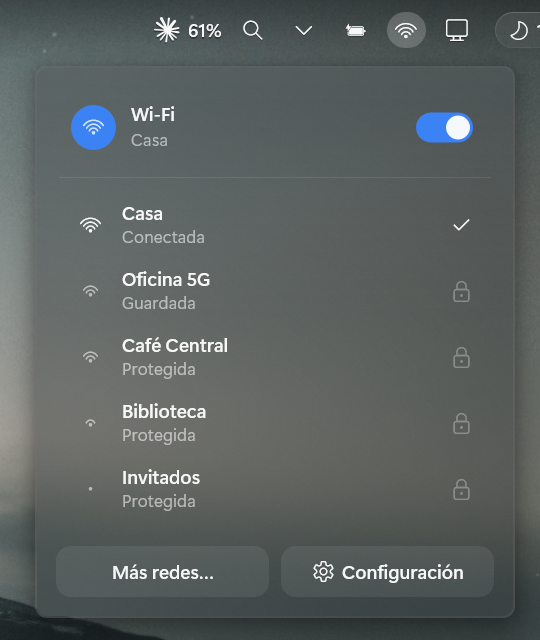 61%
Wi-Fi
Casa
Casa
Conectada
Oficina 5G
Guardada
Café Central
Protegida
Biblioteca
Protegida
Invitados
Protegida
Más redes...
Configuración